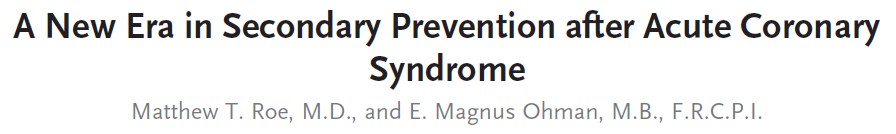 A New Era in Secondary Prevention after Acute Coronary
Syndrome
Matthew T. Roe, M.D., and E. Magnus Ohman, M.B., F.R.C.P.I.